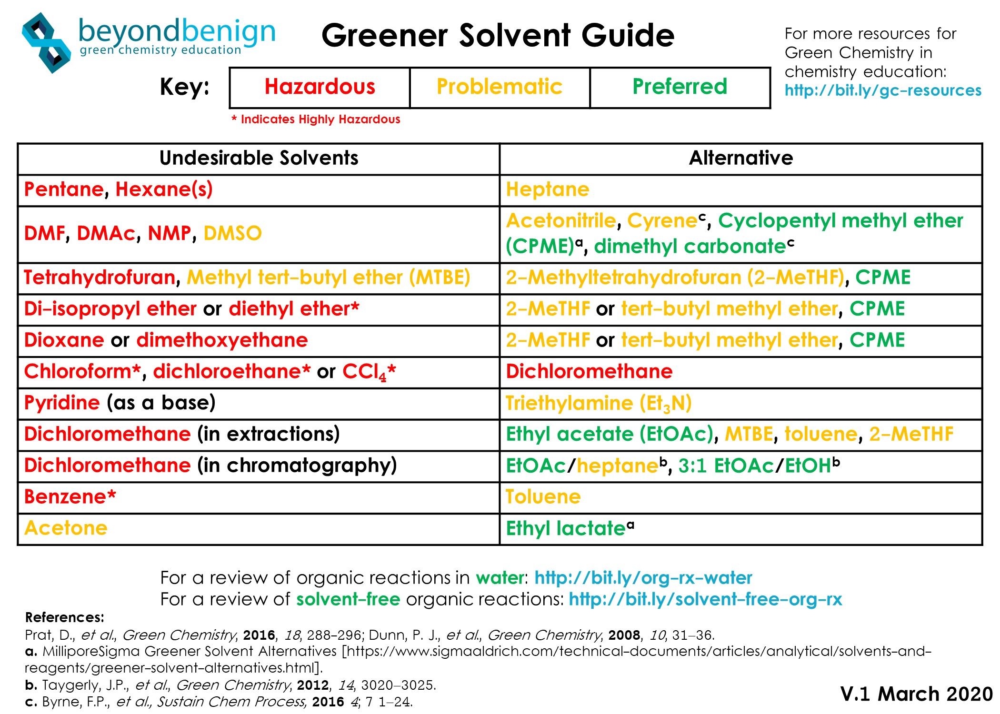 beyondbenign
green chemistry education
Greener Solvent Guide
For more resources for
Green Chemistry in
chemistry education:
http://bit.ly/gc-resources
Key: Hazardous Problematic Preferred
* Indicates Highly Hazardous
Undesirable Solvents Alternative
Pentane, Hexane(s) Heptane
DMF, DMAc, NMP, DMSO
Acetonitrile, Cyreneᶜ, Cyclopentyl methyl ether
(CPME)ᵃ, dimethyl carbonateᶜ
Tetrahydrofuran, Methyl tert-butyl ether (MTBE) 2-Methyltetrahydrofuran (2-MeTHF), CPME
Di-isopropyl ether or diethyl ether* 2-MeTHF or tert-butyl methyl ether, CPME
Dioxane or dimethoxyethane 2-MeTHF or tert-butyl methyl ether, CPME
Chloroform*, dichloroethane* or CCl₄* Dichloromethane
Pyridine (as a base) Triethylamine (Et₃N)
Dichloromethane (in extractions) Ethyl acetate (EtOAc), MTBE, toluene, 2-MeTHF
Dichloromethane (in chromatography) EtOAc/heptaneᵇ, 3:1 EtOAc/EtOHᵇ
Benzene* Toluene
Acetone Ethyl lactateᵃ
For a review of organic reactions in water: http://bit.ly/org-rx-water
For a review of solvent-free organic reactions: http://bit.ly/solvent-free-org-rx
References:
Prat, D., et al., Green Chemistry, 2016, 18, 288-296; Dunn, P. J., et al., Green Chemistry, 2008, 10, 31–36.
a. MilliporeSigma Greener Solvent Alternatives [https://www.sigmaaldrich.com/technical-documents/articles/analytical/solvents-and-
reagents/greener-solvent-alternatives.html].
b. Taygerly, J.P., et al., Green Chemistry, 2012, 14, 3020–3025.
c. Byrne, F.P., et al., Sustain Chem Process, 2016 4; 7 1–24.
V.1 March 2020